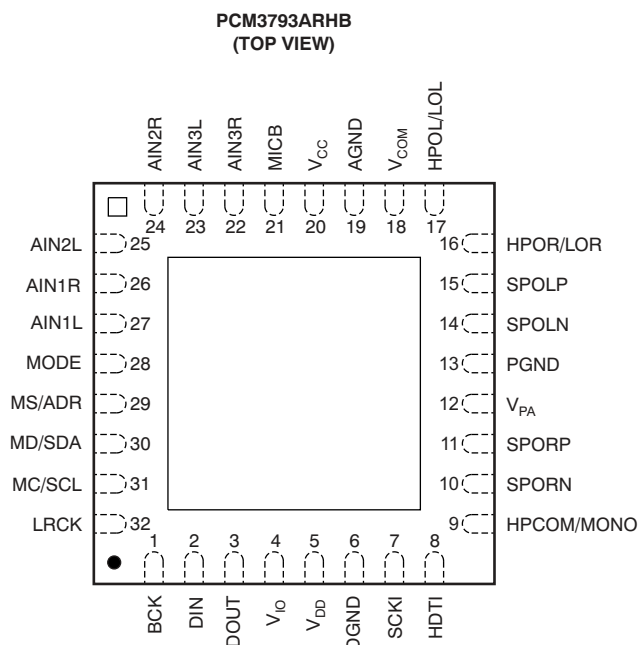 PCM3793ARHB
(TOP VIEW)
AIN2R
AIN3L
AIN3R
MICB
VCC
AGND
VCOM
HPOL/LOL
24 23 22 21 20 19 18 17
AIN2L 25
AIN1R 26
AIN1L 27
MODE 28
MS/ADR 29
MD/SDA 30
MC/SCL 31
LRCK 32
16 HPOR/LOR
15 SPOLP
14 SPOLN
13 PGND
12 VPA
11 SPORP
10 SPORN
9 HPCOM/MONO
1 2 3 4 5 6 7 8
BCK
DIN
DOUT
VIO
VDD
DGND
SCKI
HDTI